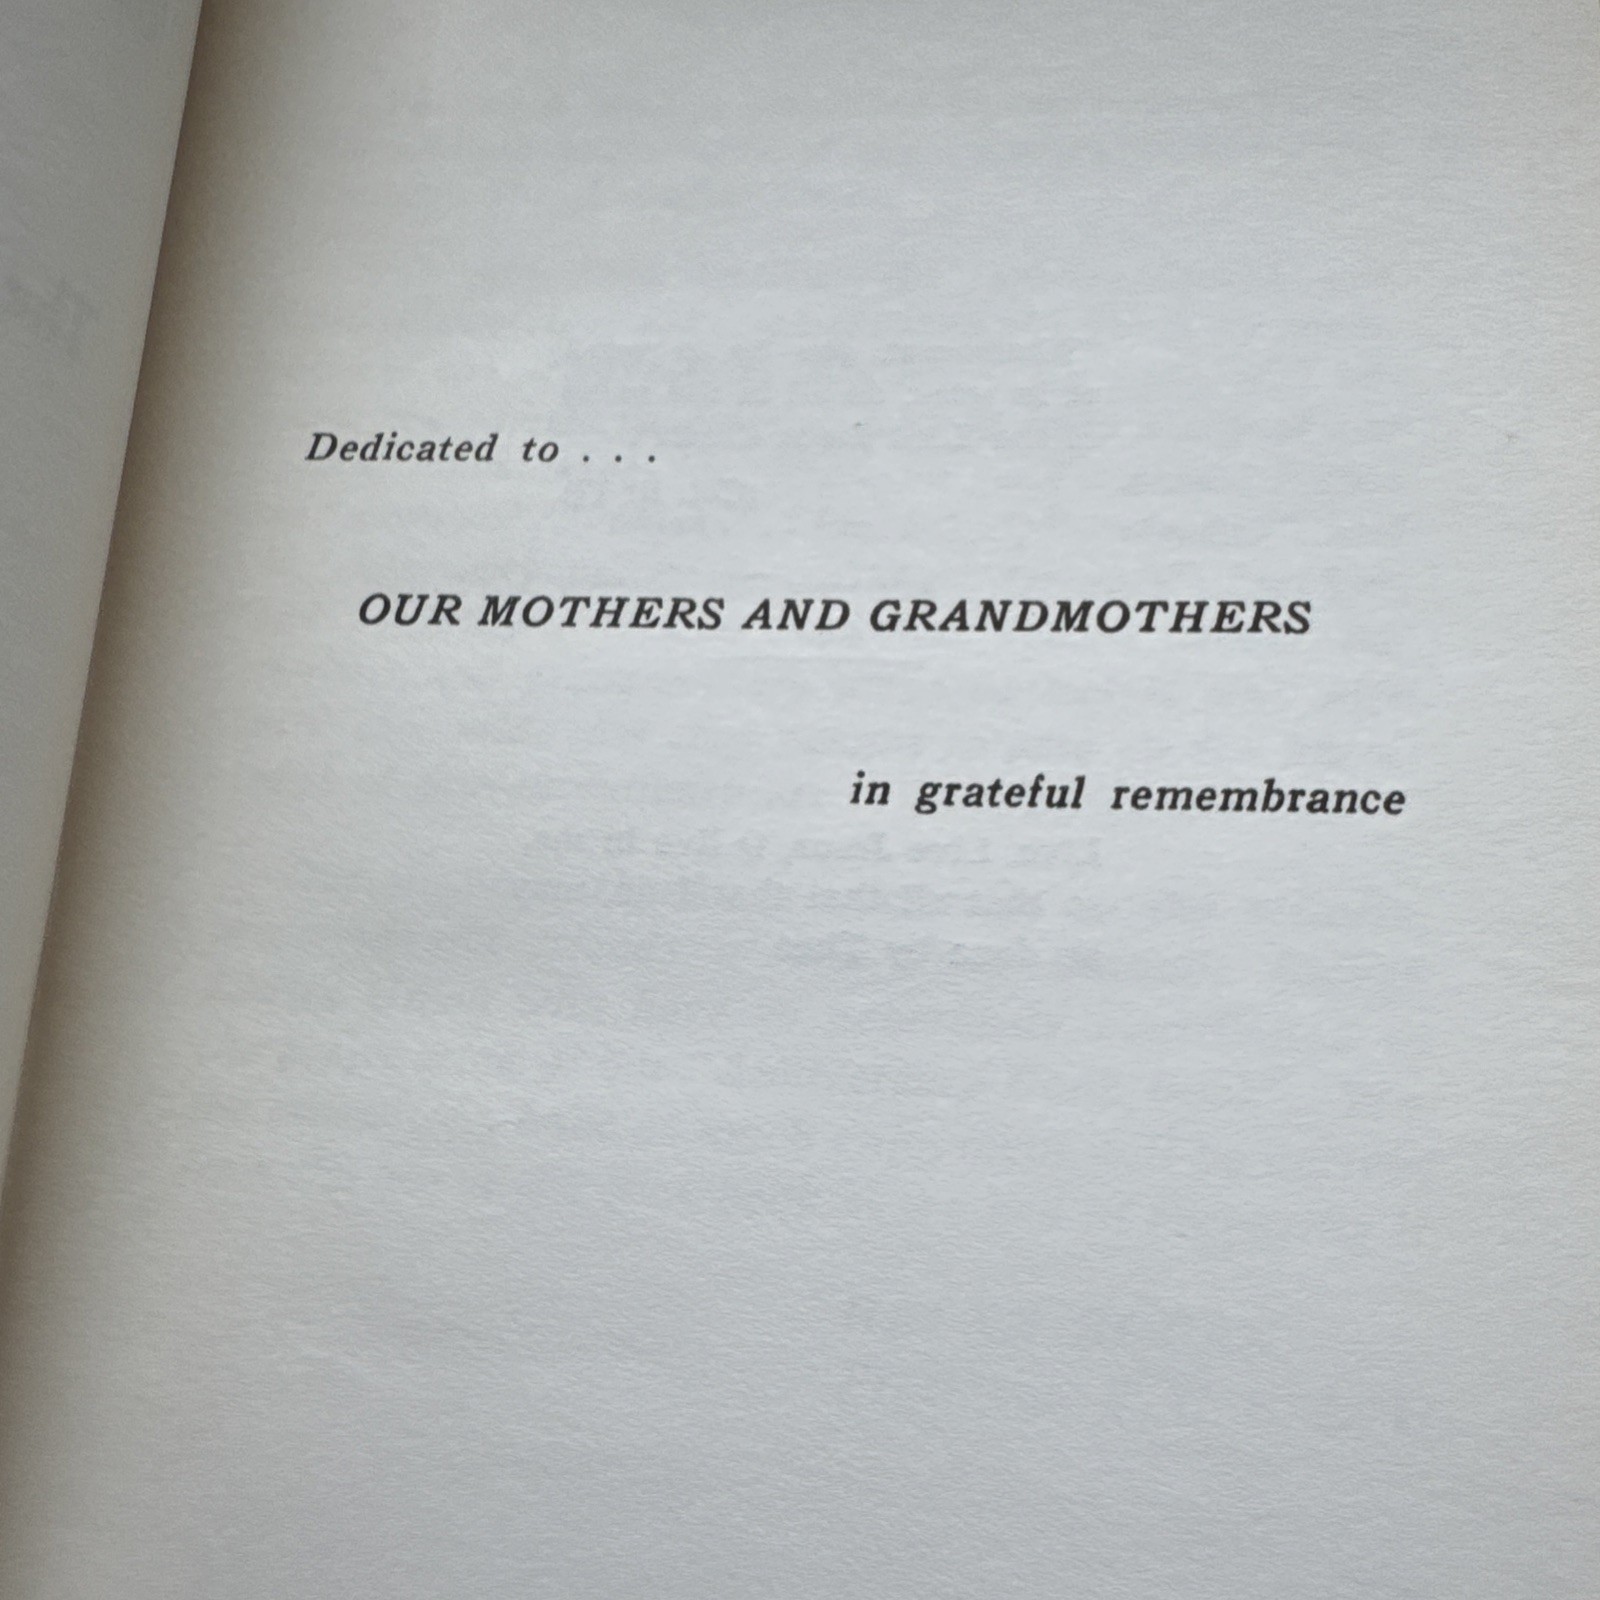 Dedicated to . . .
OUR MOTHERS AND GRANDMOTHERS
in grateful remembrance